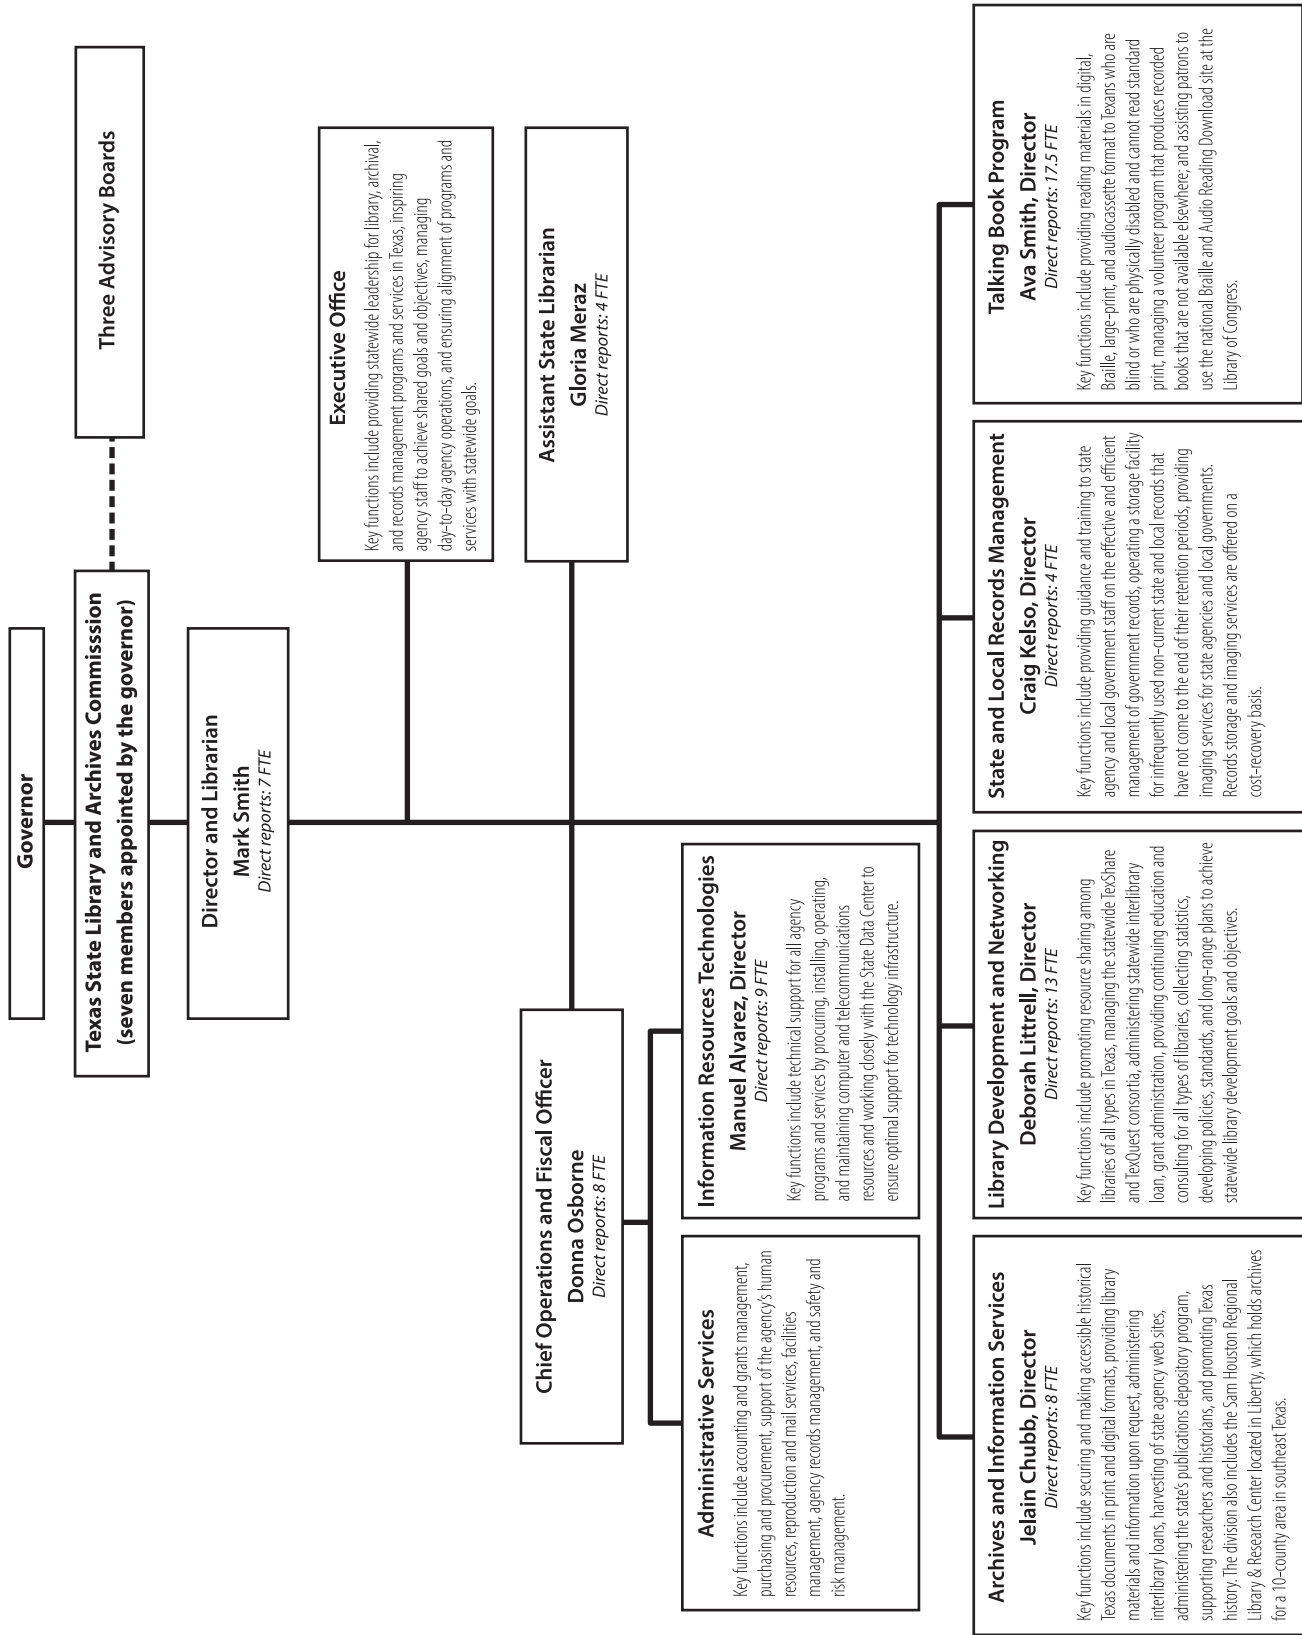 Governor
Texas State Library and Archives Commisssion
(seven members appointed by the governor)
Three Advisory Boards
Director and Librarian
Mark Smith
Direct reports: 7 FTE
Executive Office
Key functions include providing statewide leadership for library, archival,
and records management programs and services in Texas, inspiring
agency staff to achieve shared goals and objectives, managing
day-to-day agency operations, and ensuring alignment of programs and
services with statewide goals.
Chief Operations and Fiscal Officer
Donna Osborne
Direct reports: 8 FTE
Assistant State Librarian
Gloria Meraz
Direct reports: 4 FTE
Administrative Services
Key functions include accounting and grants management,
purchasing and procurement, support of the agency's human
resources, reproduction and mail services, facilities
management, agency records management, and safety and
risk management.
Information Resources Technologies
Manuel Alvarez, Director
Direct reports: 9 FTE
Key functions include technical support for all agency
programs and services by procuring, installing, operating,
and maintaining computer and telecommunications
resources and working closely with the State Data Center to
ensure optimal support for technology infrastructure.
Archives and Information Services
Jelain Chubb, Director
Direct reports: 8 FTE
Key functions include securing and making accessible historical
Texas documents in print and digital formats, providing library
materials and information upon request, administering
interlibrary loans, harvesting of state agency web sites,
administering the state's publications depository program,
supporting researchers and historians, and promoting Texas
history. The division also includes the Sam Houston Regional
Library & Research Center located in Liberty, which holds archives
for a 10-county area in southeast Texas.
Library Development and Networking
Deborah Littrell, Director
Direct reports: 13 FTE
Key functions include promoting resource sharing among
libraries of all types in Texas, managing the statewide TexShare
and TexQuest consortia, administering statewide interlibrary
loan, grant administration, providing continuing education and
consulting for all types of libraries, collecting statistics,
developing policies, standards, and long-range plans to achieve
statewide library development goals and objectives.
State and Local Records Management
Craig Kelso, Director
Direct reports: 4 FTE
Key functions include providing guidance and training to state
agency and local government staff on the effective and efficient
management of government records, operating a storage facility
for infrequently used non-current state and local records that
have not come to the end of their retention periods, providing
imaging services for state agencies and local governments.
Records storage and imaging services are offered on a
cost-recovery basis.
Talking Book Program
Ava Smith, Director
Direct reports: 17.5 FTE
Key functions include providing reading materials in digital,
Braille, large-print, and audiocassette format to Texans who are
blind or who are physically disabled and cannot read standard
print, managing a volunteer program that produces recorded
books that are not available elsewhere; and assisting patrons to
use the national Braille and Audio Reading Download site at the
Library of Congress.